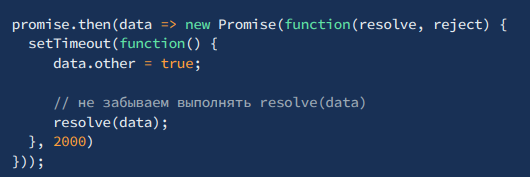 promise.then(data => new Promise(function(resolve, reject) {
setTimeout(function() {
data.other = true;
// не забываем выполнять resolve(data)
resolve(data);
}, 2000)
}));